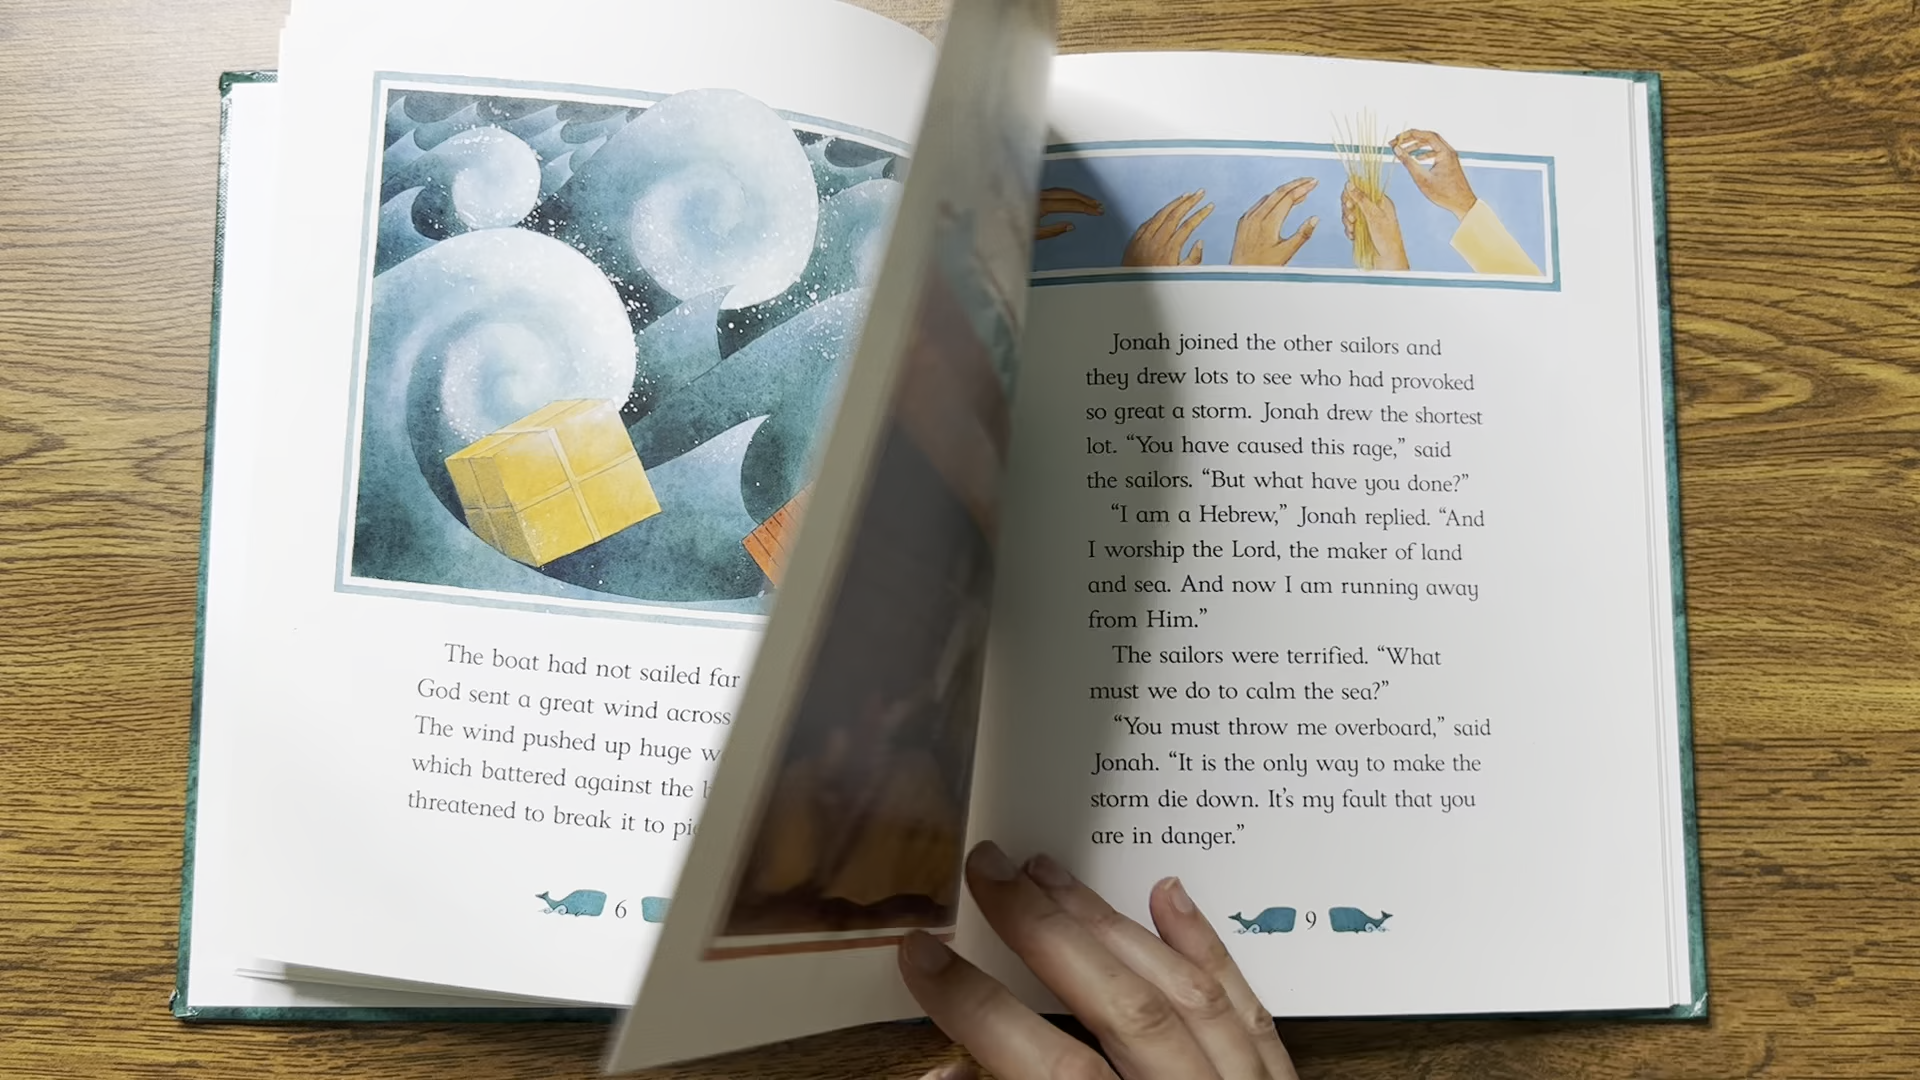 The boat had not sailed far
God sent a great wind across
The wind pushed up huge
which battered against the
threatened to break it to
6
Jonah joined the other sailors and
they drew lots to see who had provoked
so great a storm. Jonah drew the shortest
lot. “You have caused this rage,” said
the sailors. “But what have you done?”
“I am a Hebrew,” Jonah replied. “And
I worship the Lord, the maker of land
and sea. And now I am running away
from Him.”
The sailors were terrified. “What
must we do to calm the sea?”
“You must throw me overboard,” said
Jonah. “It is the only way to make the
storm die down. It’s my fault that you
are in danger.”
9